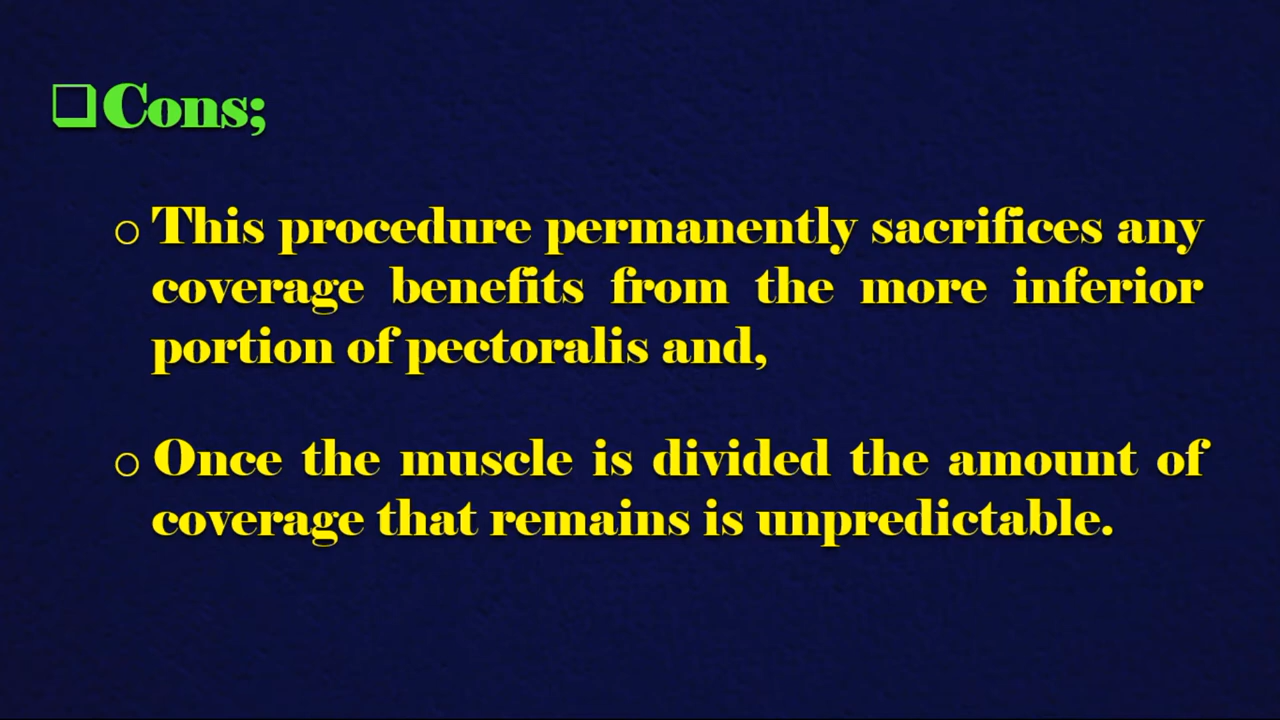 ❑Cons;
o This procedure permanently sacrifices any
coverage benefits from the more inferior
portion of pectoralis and,
o Once the muscle is divided the amount of
coverage that remains is unpredictable.